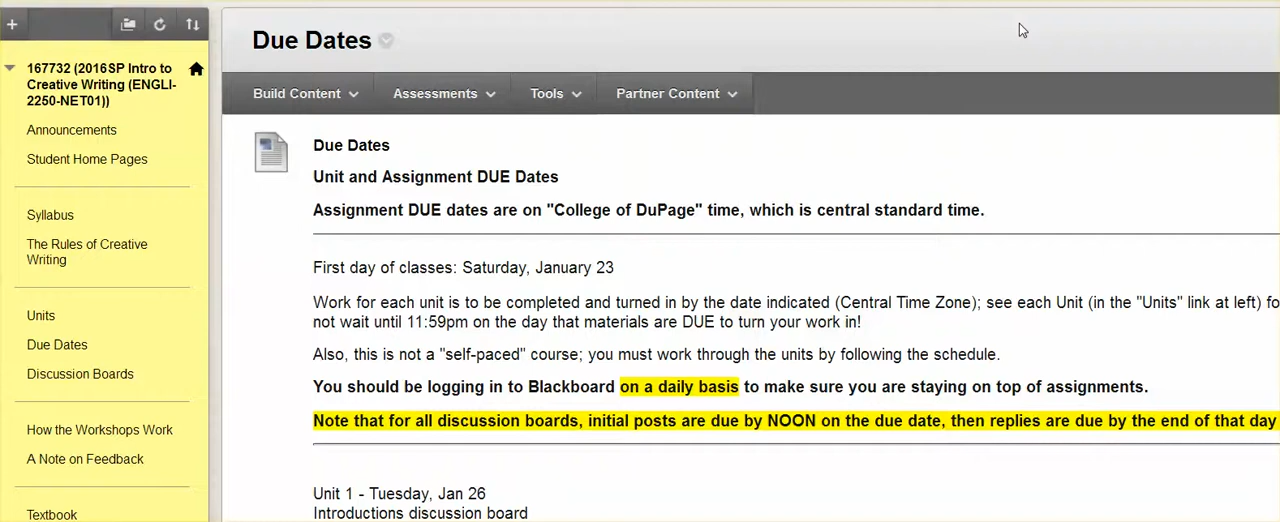 167732 (2016SP Intro to
Creative Writing (ENGLI-
2250-NET01))
Announcements
Student Home Pages
Syllabus
The Rules of Creative
Writing
Units
Due Dates
Discussion Boards
How the Workshops Work
A Note on Feedback
Textbook
Due Dates
Build Content
Assessments
Tools
Partner Content
Due Dates
Unit and Assignment DUE Dates
Assignment DUE dates are on "College of DuPage" time, which is central standard time.
First day of classes: Saturday, January 23
Work for each unit is to be completed and turned in by the date indicated (Central Time Zone); see each Unit (in the "Units" link at left) fo
not wait until 11:59pm on the day that materials are DUE to turn your work in!
Also, this is not a "self-paced" course; you must work through the units by following the schedule.
You should be logging in to Blackboard on a daily basis to make sure you are staying on top of assignments.
Note that for all discussion boards, initial posts are due by NOON on the due date, then replies are due by the end of that day
Unit 1 - Tuesday, Jan 26
Introductions discussion board